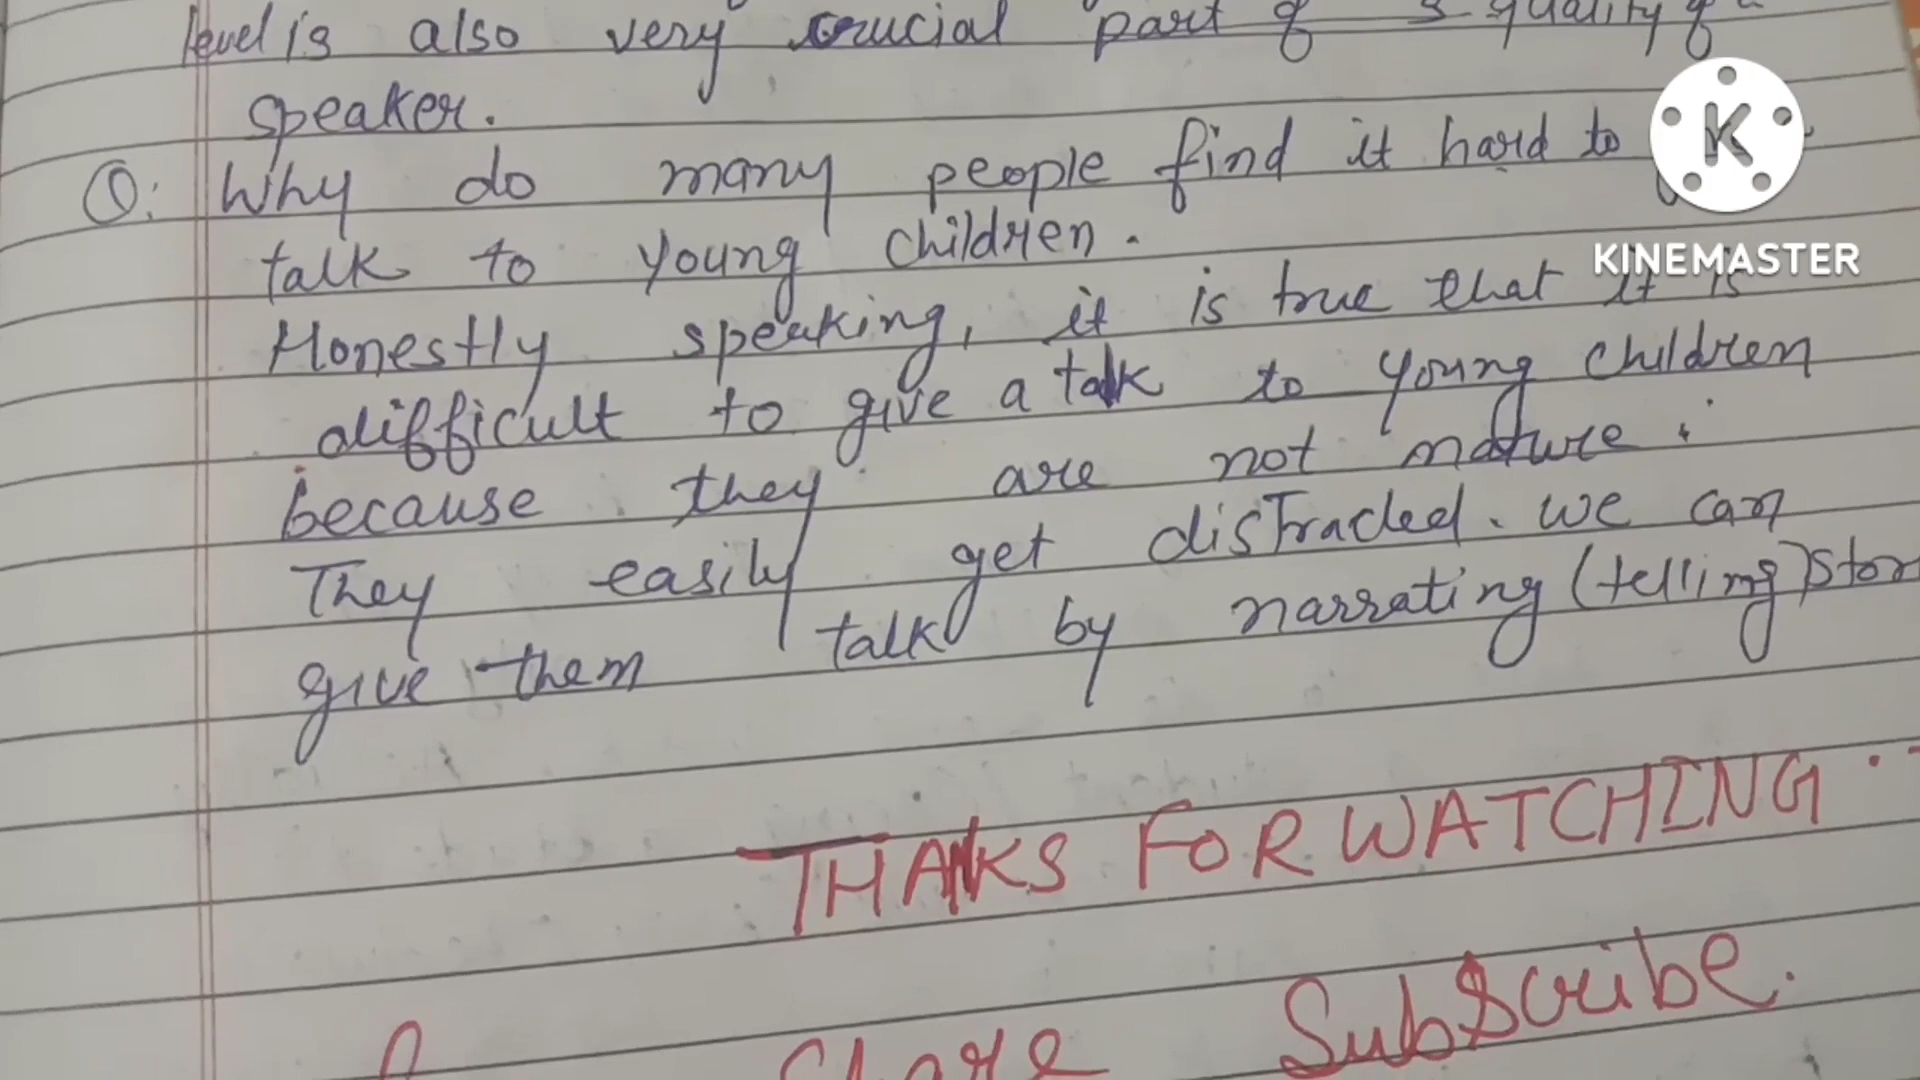 level is also very crucial part of quality of
speaker.
Q: Why do many people find it hard to
talk to young children.
Honestly speaking, it is true that it is
difficult to give a talk to young children
because they are not mature.
They easily get distracted. we can
give them talk by narrating (telling) stor
THANKS FOR WATCHING
Share Subscribe.
K
KINEMASTER